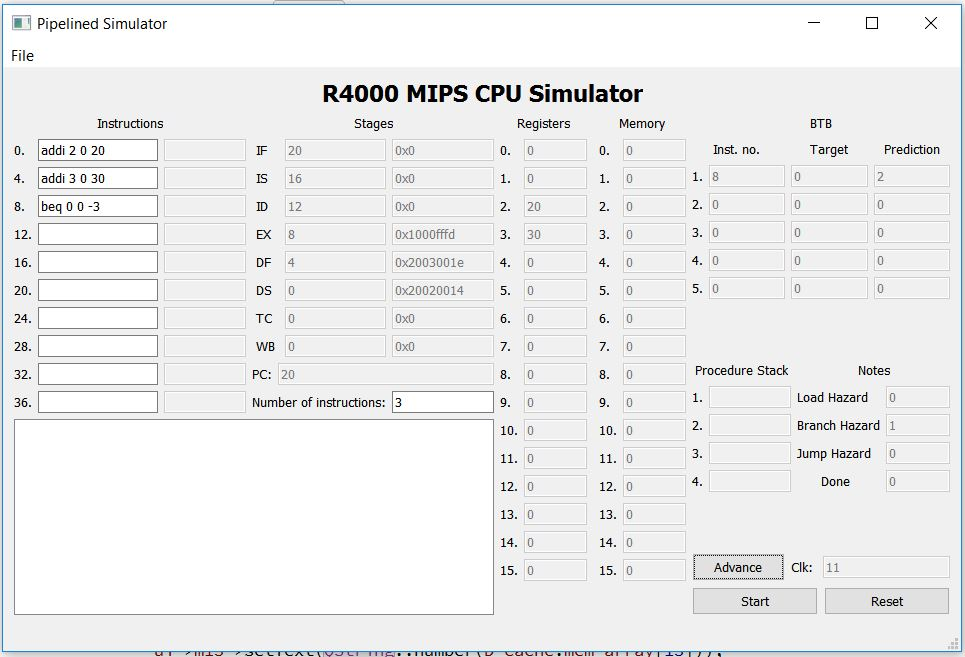 Pipelined Simulator
File
R4000 MIPS CPU Simulator
Instructions Stages Registers Memory BTB
Inst. no. Target Prediction
0. addi 2 0 20 IF 20 0x0 0. 0 0. 0
1. 8 0 2
4. addi 3 0 30 IS 16 0x0 1. 0 1. 0
2. 0 0 0
8. beq 0 0 -3 ID 12 0x0 2. 20 2. 0
3. 0 0 0
12. EX 8 0x1000fffd 3. 30 3. 0
4. 0 0 0
16. DF 4 0x2003001e 4. 0 4. 0
5. 0 0 0
20. DS 0 0x20020014 5. 0 5. 0
24. TC 0 0x0 6. 0 6. 0
28. WB 0 0x0 7. 0 7. 0
32. PC: 20 8. 0 8. 0
Procedure Stack Notes
36. Number of instructions: 3 9. 0 9. 0
1. Load Hazard 0
10. 0 10. 0
2. Branch Hazard 1
11. 0 11. 0
3. Jump Hazard 0
12. 0 12. 0
4. Done 0
13. 0 13. 0
14. 0 14. 0
15. 0 15. 0
Advance Clk: 11
Start Reset